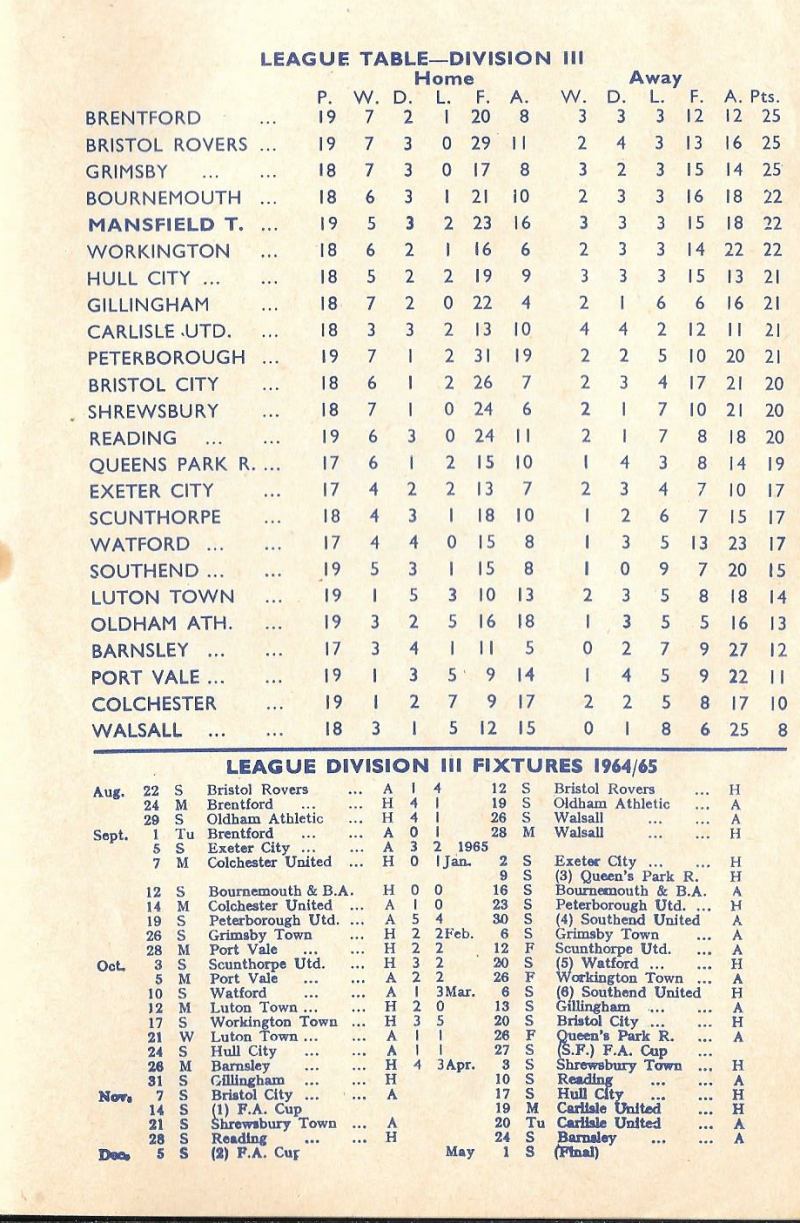 LEAGUE TABLE—DIVISION III
Home Away
P. W. D. L. F. A. W. D. L. F. A. Pts.
BRENTFORD ... 19 7 2 1 20 8 3 3 3 12 12 25
BRISTOL ROVERS ... 19 7 3 0 29 11 2 4 3 13 16 25
GRIMSBY ... ... 18 7 3 0 17 8 3 2 3 15 14 25
BOURNEMOUTH ... 18 6 3 1 21 10 2 3 3 16 18 22
MANSFIELD T. ... 19 5 3 2 23 16 3 3 3 15 18 22
WORKINGTON ... 18 6 2 1 16 6 2 3 3 14 22 22
HULL CITY ... ... 18 5 2 2 19 9 3 3 3 15 13 21
GILLINGHAM ... 18 7 2 0 22 4 2 1 6 6 16 21
CARLISLE UTD. ... 18 3 3 2 13 10 4 4 2 12 11 21
PETERBOROUGH ... 19 7 1 2 31 19 2 2 5 10 20 21
BRISTOL CITY ... 18 6 1 2 26 7 2 3 4 17 21 20
SHREWSBURY ... 18 7 1 0 24 6 2 1 7 10 21 20
READING ... ... 19 6 3 0 24 11 2 1 7 8 18 20
QUEENS PARK R. ... 17 6 1 2 15 10 1 4 3 8 14 19
EXETER CITY ... 17 4 2 2 13 7 2 3 4 7 10 17
SCUNTHORPE ... 18 4 3 1 18 10 1 2 6 7 15 17
WATFORD ... ... 17 4 4 0 15 8 1 3 5 13 23 17
SOUTHEND ... ... 19 5 3 1 15 8 1 0 9 7 20 15
LUTON TOWN ... 19 1 5 3 10 13 2 3 5 8 18 14
OLDHAM ATH. ... 19 3 2 5 16 18 1 3 5 5 16 13
BARNSLEY ... ... 17 3 4 1 11 5 0 2 7 9 27 12
PORT VALE ... ... 19 1 3 5 9 14 1 4 5 9 22 11
COLCHESTER ... 19 1 2 7 9 17 2 2 5 8 17 10
WALSALL ... ... 18 3 1 5 12 15 0 1 8 6 25 8
LEAGUE DIVISION III FIXTURES 1964/65
Aug. 22 S Bristol Rovers ... A 1 4 12 S Bristol Rovers ... H
24 M Brentford ... ... H 4 1 19 S Oldham Athletic ... A
29 S Oldham Athletic ... H 4 1 26 S Walsall ... ... A
Sept. 1 Tu Brentford ... ... A 0 1 28 M Walsall ... ... H
5 S Exeter City ... ... A 3 2 1965
7 M Colchester United ... H 0 1 Jan. 2 S Exeter City ... ... H
9 S (3) Queen's Park R. H
12 S Bournemouth & B.A. H 0 0 16 S Bournemouth & B.A. A
14 M Colchester United ... A 1 0 23 S Peterborough Utd. ... H
19 S Peterborough Utd. ... A 5 4 30 S (4) Southend United A
26 S Grimsby Town ... H 2 2 Feb. 6 S Grimsby Town ... A
28 M Port Vale ... ... H 2 2 12 F Scunthorpe Utd. ... A
Oct. 3 S Scunthorpe Utd. ... H 3 2 20 S (5) Watford ... ... H
5 M Port Vale ... ... A 2 2 26 F Workington Town ... A
10 S Watford ... ... A 1 3 Mar. 6 S (6) Southend United H
12 M Luton Town ... ... H 2 0 13 S Gillingham ... ... A
17 S Workington Town ... H 3 5 20 S Bristol City ... ... H
21 W Luton Town ... ... A 1 1 26 F Queen's Park R. ... A
24 S Hull City ... ... A 1 1 27 S (S.F.) F.A. Cup
26 M Barnsley ... ... H 4 3 Apr. 3 S Shrewsbury Town ... H
31 S Gillingham ... ... H 10 S Reading ... ... A
Nov. 7 S Bristol City ... ... A 17 S Hull City ... ... H
14 S (1) F.A. Cup 19 M Carlisle United ... H
21 S Shrewsbury Town ... A 20 Tu Carlisle United ... A
28 S Reading ... ... H 24 S Barnsley ... ... A
Dec. 5 S (2) F.A. Cup May 1 S (Final)